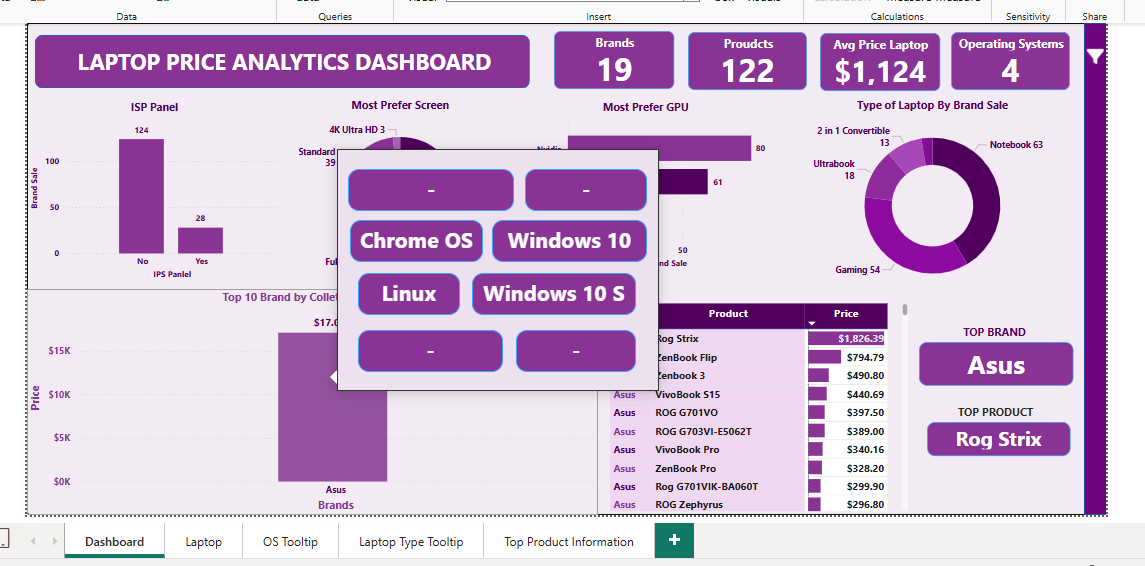 Data
Queries
Insert
Calculations
Sensitivity
Share
LAPTOP PRICE ANALYTICS DASHBOARD
Brands
19
Proudcts
122
Avg Price Laptop
$1,124
Operating Systems
4
ISP Panel
124
100
50
0
28
No
Yes
Brand Sale
IPS Panlel
Most Prefer Screen
4K Ultra HD 3
Standard
39
Most Prefer GPU
80
61
50
Type of Laptop By Brand Sale
2 in 1 Convertible
13
Ultrabook
18
Notebook 63
Gaming 54
-
-
Chrome OS
Windows 10
Linux
Windows 10 S
-
-
Top 10 Brand by
$15K
$10K
$5K
$0K
Price
Asus
Brands
Product
Price
Rog Strix
$1,826.39
ZenBook Flip
$794.79
Zenbook 3
$490.80
Asus
VivoBook S15
$440.69
Asus
ROG G701VO
$397.50
Asus
ROG G703VI-E5062T
$389.00
Asus
VivoBook Pro
$340.16
Asus
ZenBook Pro
$328.20
Asus
Rog G701VIK-BA060T
$299.90
Asus
ROG Zephyrus
$296.80
TOP BRAND
Asus
TOP PRODUCT
Rog Strix
Dashboard
Laptop
OS Tooltip
Laptop Type Tooltip
Top Product Information
+